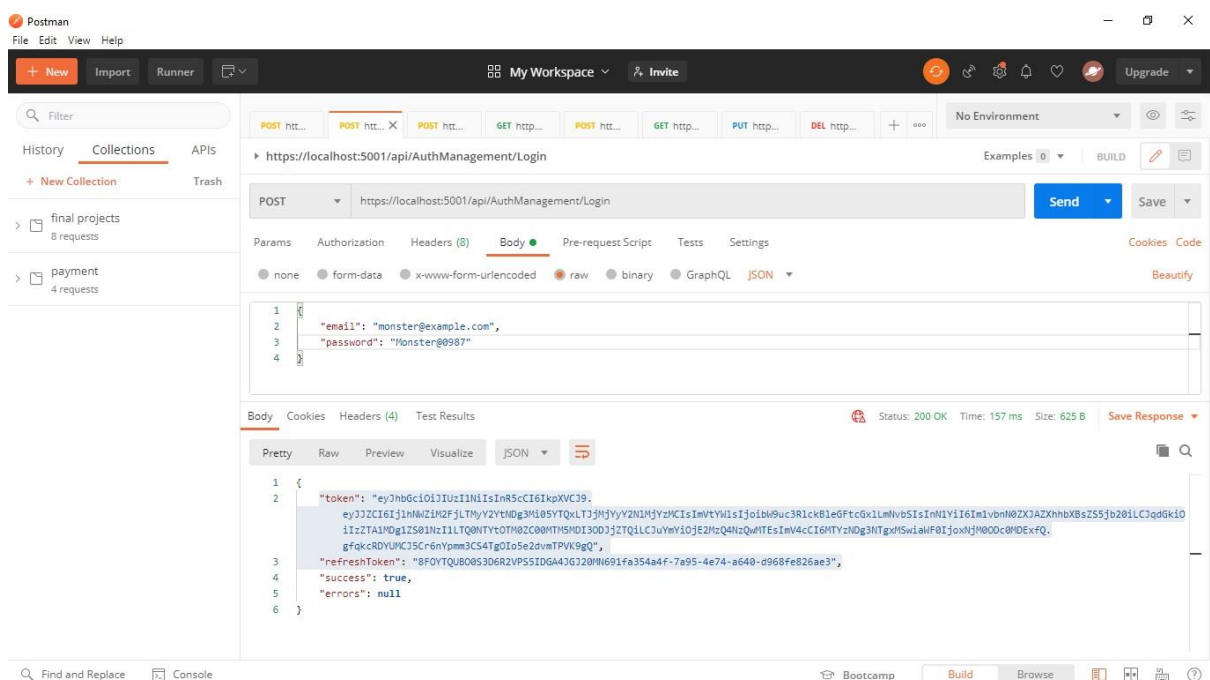 Postman
File Edit View Help
+ New Import Runner My Workspace Invite Upgrade
Filter
History Collections APIs
+ New Collection Trash
final projects
8 requests
payment
4 requests
POST htt... POST htt... X POST htt... GET http... POST htt... GET http... PUT http... DEL http... + ooo No Environment
https://localhost:5001/api/AuthManagement/Login Examples 0 BUILD
POST https://localhost:5001/api/AuthManagement/Login Send Save
Params Authorization Headers (8) Body Pre-request Script Tests Settings Cookies Code
none form-data x-www-form-urlencoded raw binary GraphQL JSON Beautify
1 {
2 "email": "monster@example.com",
3 "password": "Monster@0987"
4 }
Body Cookies Headers (4) Test Results Status: 200 OK Time: 157 ms Size: 625 B Save Response
Pretty Raw Preview Visualize JSON
1 {
2 "token": "eyJhbGciOiJIUzI1NiIsInR5cCI6IkpXVCJ9.
3 "refreshToken": "8FOYTQUBO0S3D6R2VPS5IDGA4JGJ20MN691fa354a4f-7a95-4e74-a640-d968fe826ae3",
4 "success": true,
5 "errors": null
6 }
Find and Replace Console Bootcamp Build Browse